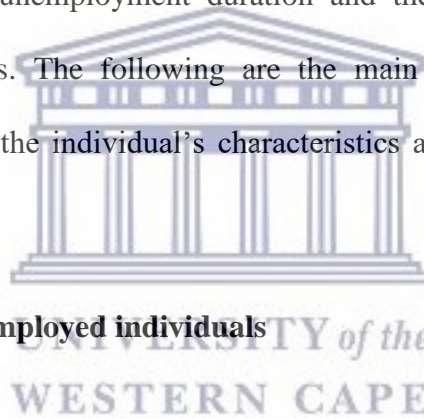 unemployment duration and the
s. The following are the main
the individual's characteristics a
mployed individuals
UNIVERSITY of the
WESTERN CAPE